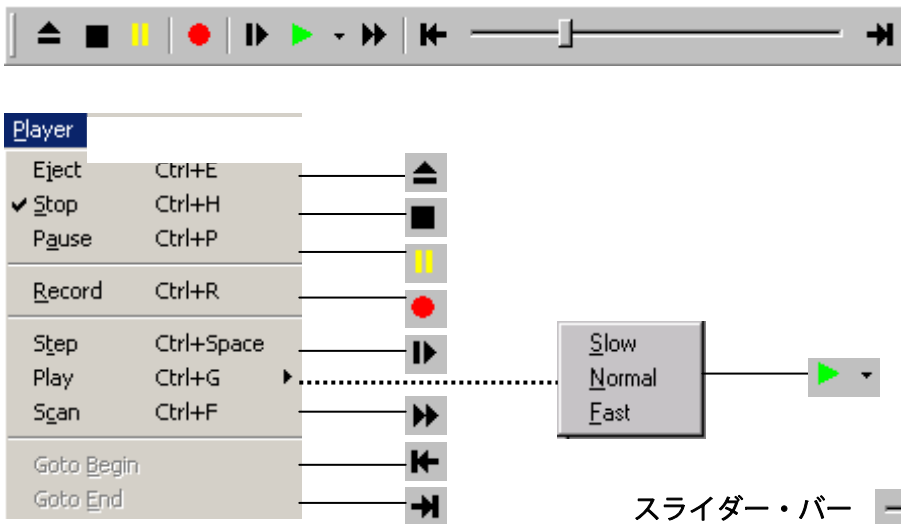 Player
Eject Ctrl+E
Stop Ctrl+H
Pause Ctrl+P
Record Ctrl+R
Step Ctrl+Space
Play Ctrl+G
Scan Ctrl+F
Goto Begin
Goto End
Slow
Normal
Fast
スライダー・バー